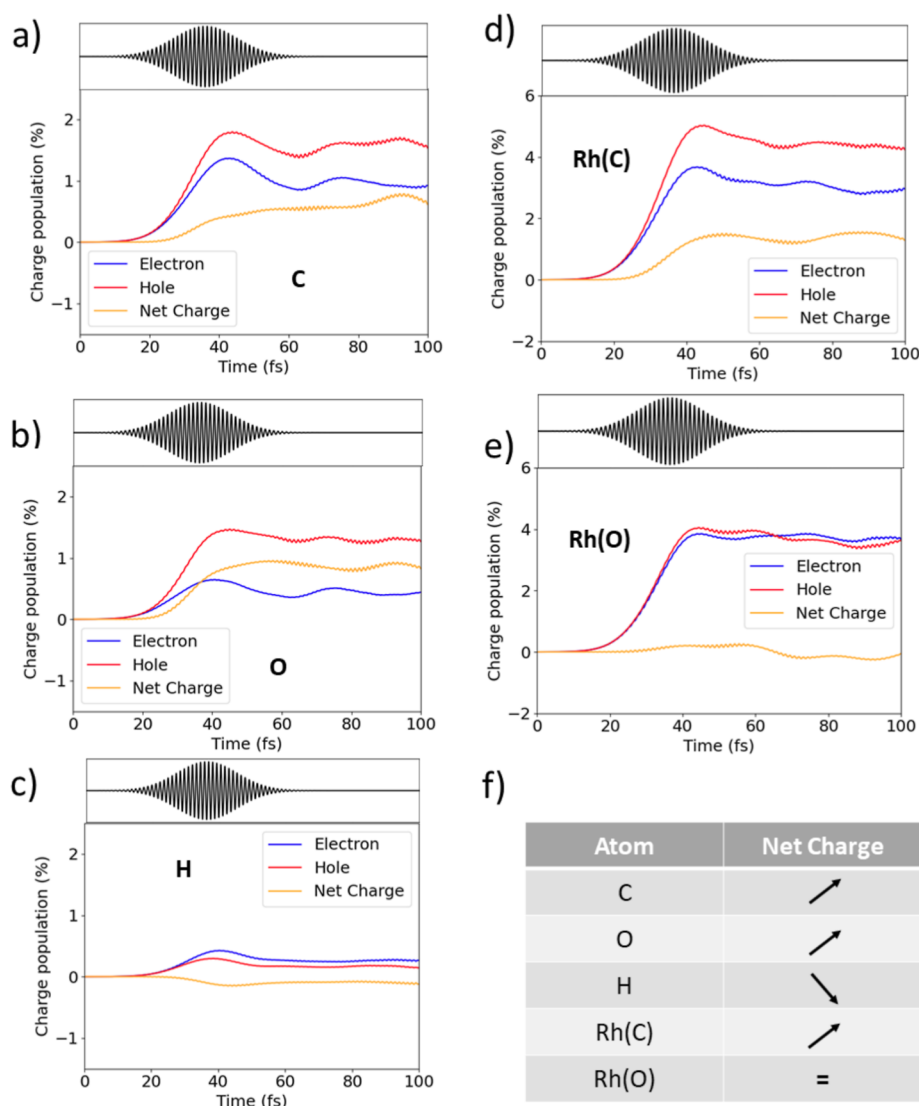 a)
Charge population (%)
2
1
0
−1
Electron
Hole
Net Charge
C
0 20 40 60 80 100
Time (fs)
b)
Charge population (%)
2
1
0
−1
Electron
Hole
Net Charge
O
0 20 40 60 80 100
Time (fs)
c)
Charge population (%)
2
1
0
−1
H
Electron
Hole
Net Charge
0 20 40 60 80 100
Time (fs)
d)
Charge population (%)
6
4
2
0
−2
Rh(C)
Electron
Hole
Net Charge
0 20 40 60 80 100
Time (fs)
e)
Charge population (%)
6
4
2
0
−2
Rh(O)
Electron
Hole
Net Charge
0 20 40 60 80 100
Time (fs)
f)
Atom Net Charge
C ↗
O ↗
H ↘
Rh(C) ↗
Rh(O) =